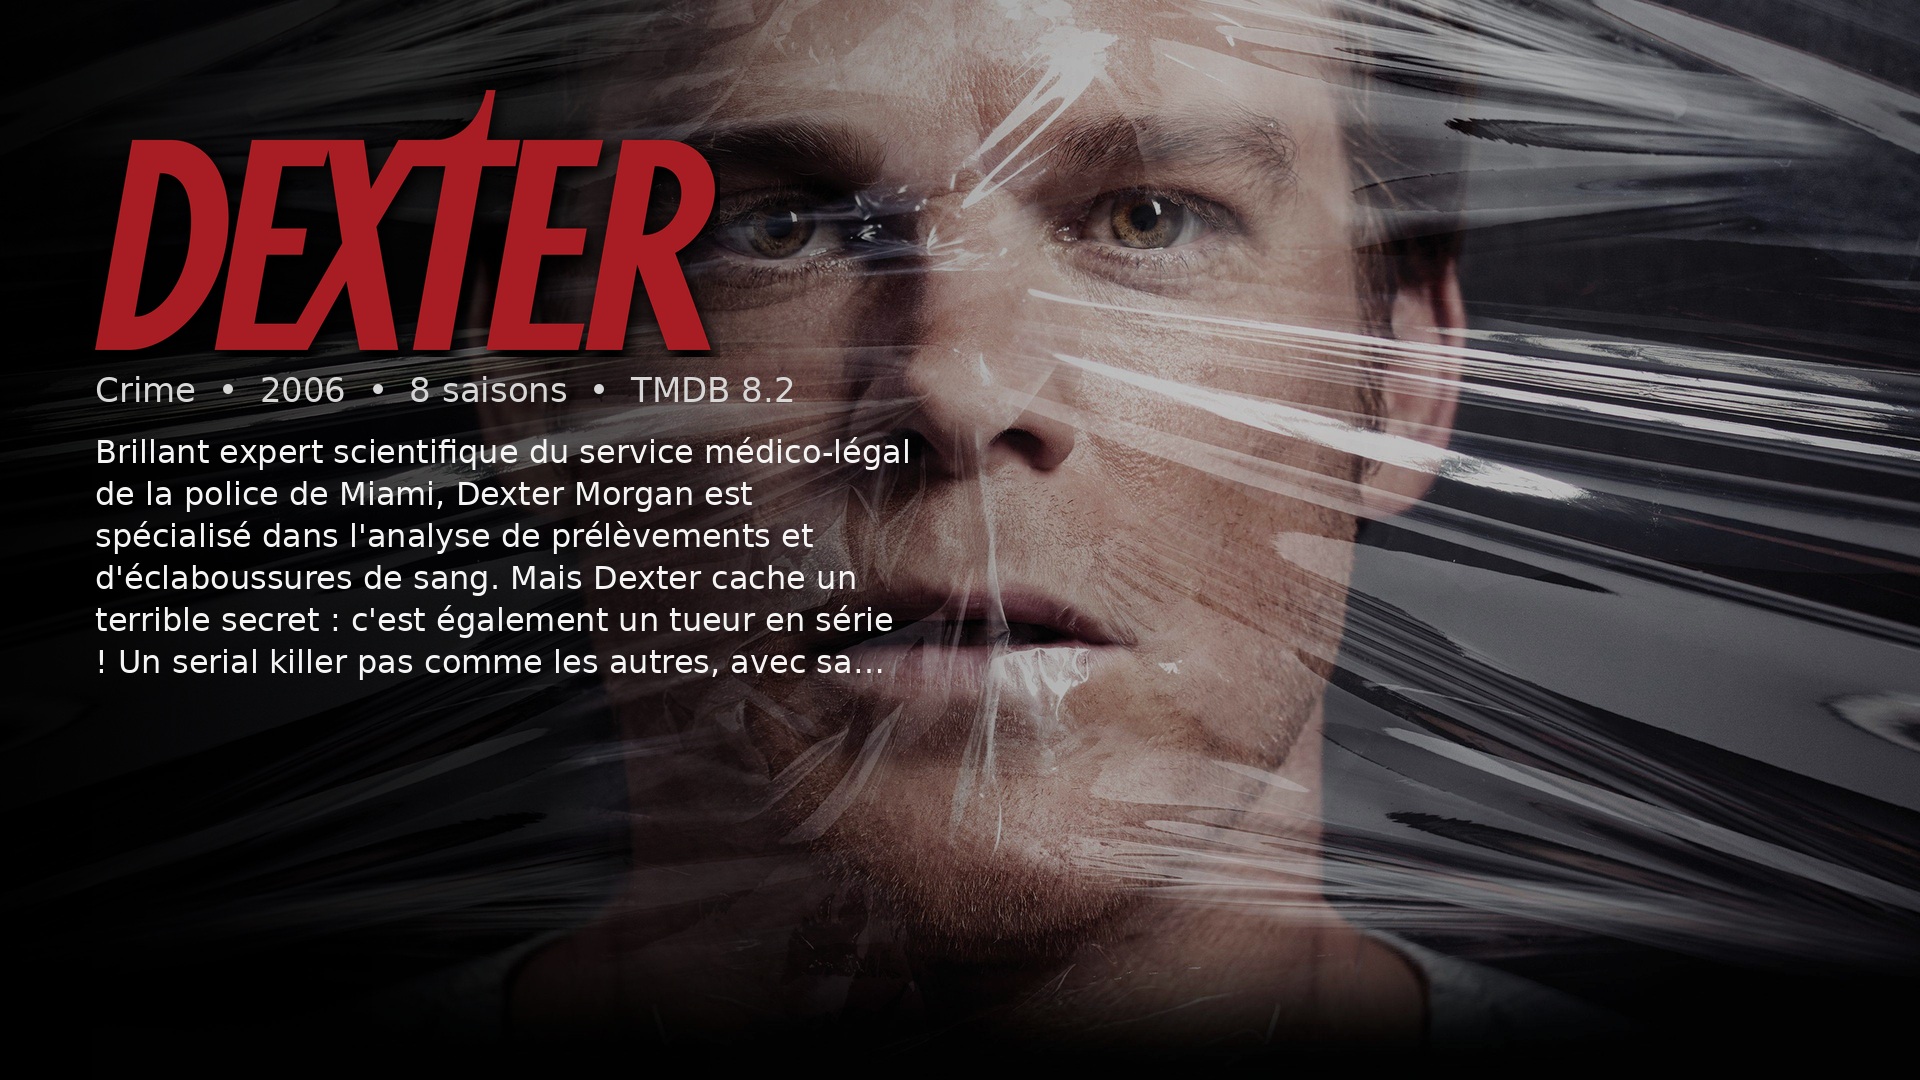 DEXTER
Crime • 2006 • 8 saisons • TMDB 8.2
Brillant expert scientifique du service médico-légal
de la police de Miami, Dexter Morgan est
spécialisé dans l'analyse de prélèvements et
d'éclaboussures de sang. Mais Dexter cache un
terrible secret : c'est également un tueur en série
! Un serial killer pas comme les autres, avec sa...